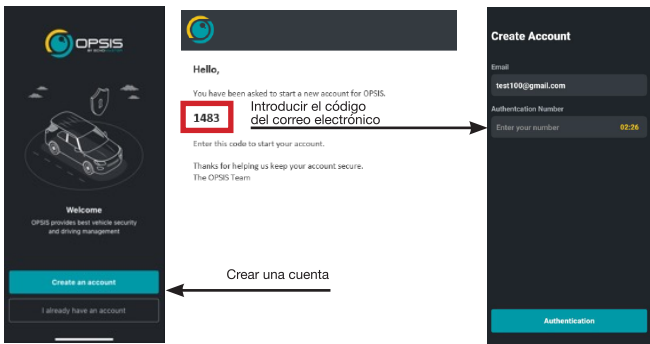 OPSIS
Welcome
OPSIS provides best vehicle security
and driving management
Create an account
I already have an account
Crear una cuenta
Hello,
You have been asked to start a new account for OPSIS.
1483
Introducir el código
del correo electrónico
Enter this code to start your account.
Thanks for helping us keep your account secure.
The OPSIS Team
Create Account
Email
test100@gmail.com
Authentcation Number
Enter your number 02:26
Authentication